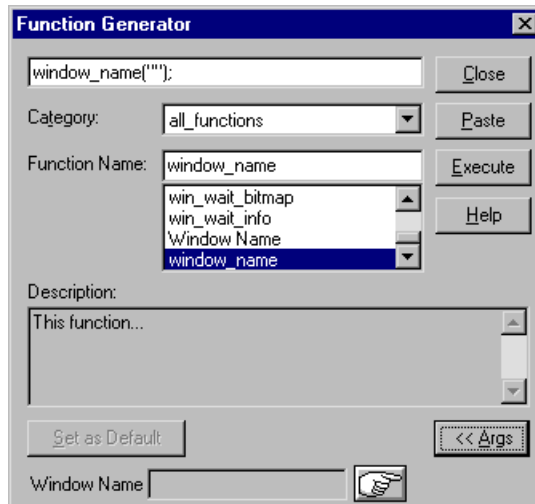 Function Generator
window_name("");
Close
Category:
all_functions
Paste
Function Name:
window_name
Execute
win_wait_bitmap
win_wait_info
Window Name
window_name
Help
Description:
This function...
Set as Default
<< Args
Window Name